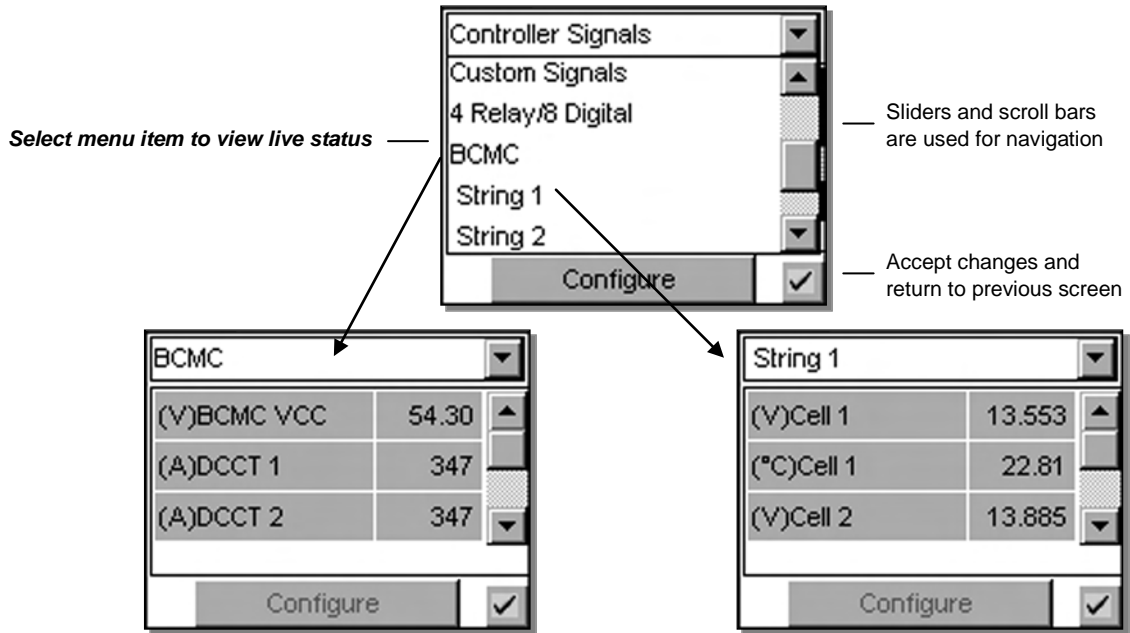 Controller Signals
Custom Signals
4 Relay/8 Digital
BCMC
String 1
String 2
Configure
Select menu item to view live status
Sliders and scroll bars
are used for navigation
Accept changes and
return to previous screen
BCMC
(V)BCMC VCC 54.30
(A)DCCT 1 347
(A)DCCT 2 347
Configure
String 1
(V)Cell 1 13.553
(°C)Cell 1 22.81
(V)Cell 2 13.885
Configure